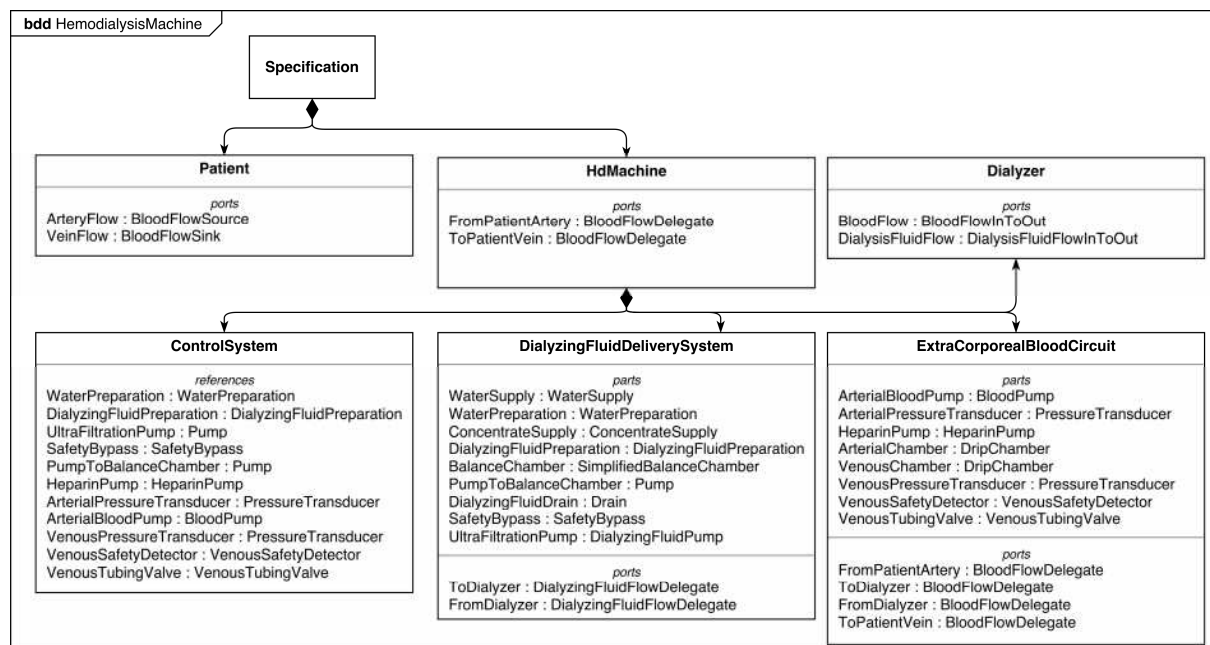 bdd HemodialysisMachine
Specification
Patient
ports
ArteryFlow : BloodFlowSource
VeinFlow : BloodFlowSink
HdMachine
ports
FromPatientArtery : BloodFlowDelegate
ToPatientVein : BloodFlowDelegate
Dialyzer
ports
BloodFlow : BloodFlowInToOut
DialysisFluidFlow : DialysisFluidFlowInToOut
ControlSystem
references
WaterPreparation : WaterPreparation
DialyzingFluidPreparation : DialyzingFluidPreparation
UltraFiltrationPump : Pump
SafetyBypass : SafetyBypass
PumpToBalanceChamber : Pump
HeparinPump : HeparinPump
ArterialPressureTransducer : PressureTransducer
ArterialBloodPump : BloodPump
VenousPressureTransducer : PressureTransducer
VenousSafetyDetector : VenousSafetyDetector
VenousTubingValve : VenousTubingValve
DialyzingFluidDeliverySystem
parts
WaterSupply : WaterSupply
WaterPreparation : WaterPreparation
ConcentrateSupply : ConcentrateSupply
DialyzingFluidPreparation : DialyzingFluidPreparation
BalanceChamber : SimplifiedBalanceChamber
PumpToBalanceChamber : Pump
DialyzingFluidDrain : Drain
SafetyBypass : SafetyBypass
UltraFiltrationPump : DialyzingFluidPump
ports
ToDialyzer : DialyzingFluidFlowDelegate
FromDialyzer : DialyzingFluidFlowDelegate
ExtraCorporealBloodCircuit
parts
ArterialBloodPump : BloodPump
ArterialPressureTransducer : PressureTransducer
HeparinPump : HeparinPump
ArterialChamber : DripChamber
VenousChamber : DripChamber
VenousPressureTransducer : PressureTransducer
VenousSafetyDetector : VenousSafetyDetector
VenousTubingValve : VenousTubingValve
ports
FromPatientArtery : BloodFlowDelegate
ToDialyzer : BloodFlowDelegate
FromDialyzer : BloodFlowDelegate
ToPatientVein : BloodFlowDelegate